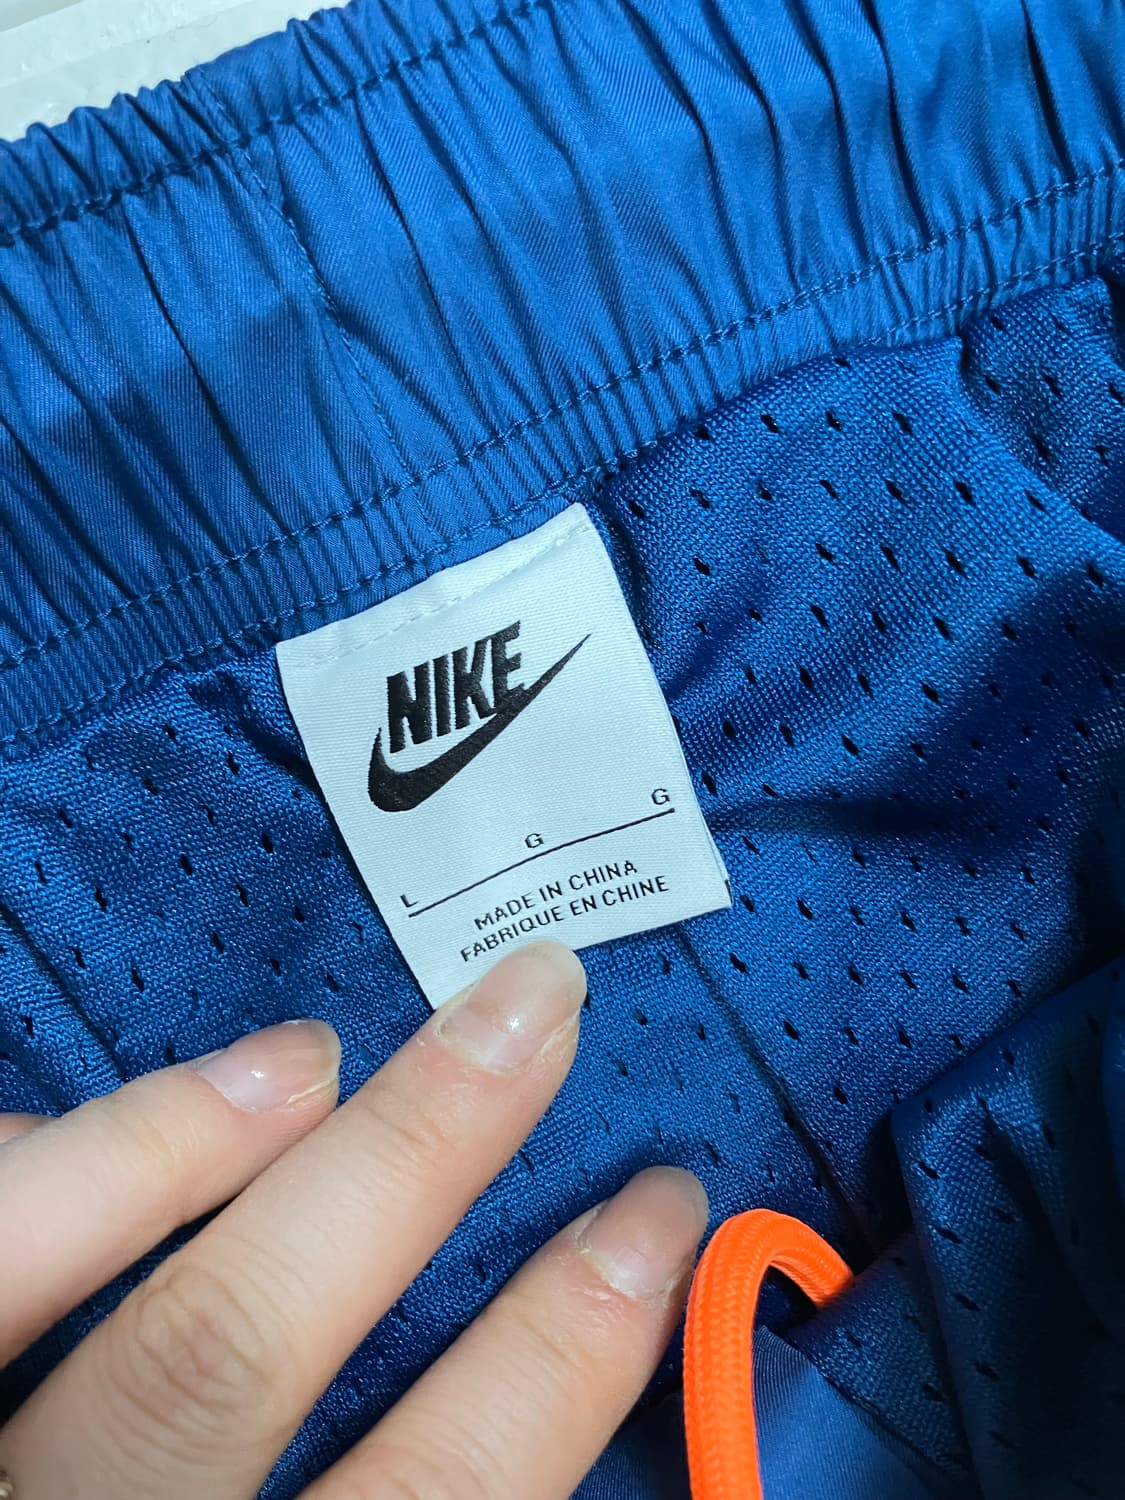 NIKE
L G G
MADE IN CHINA
FABRIQUE EN CHINE